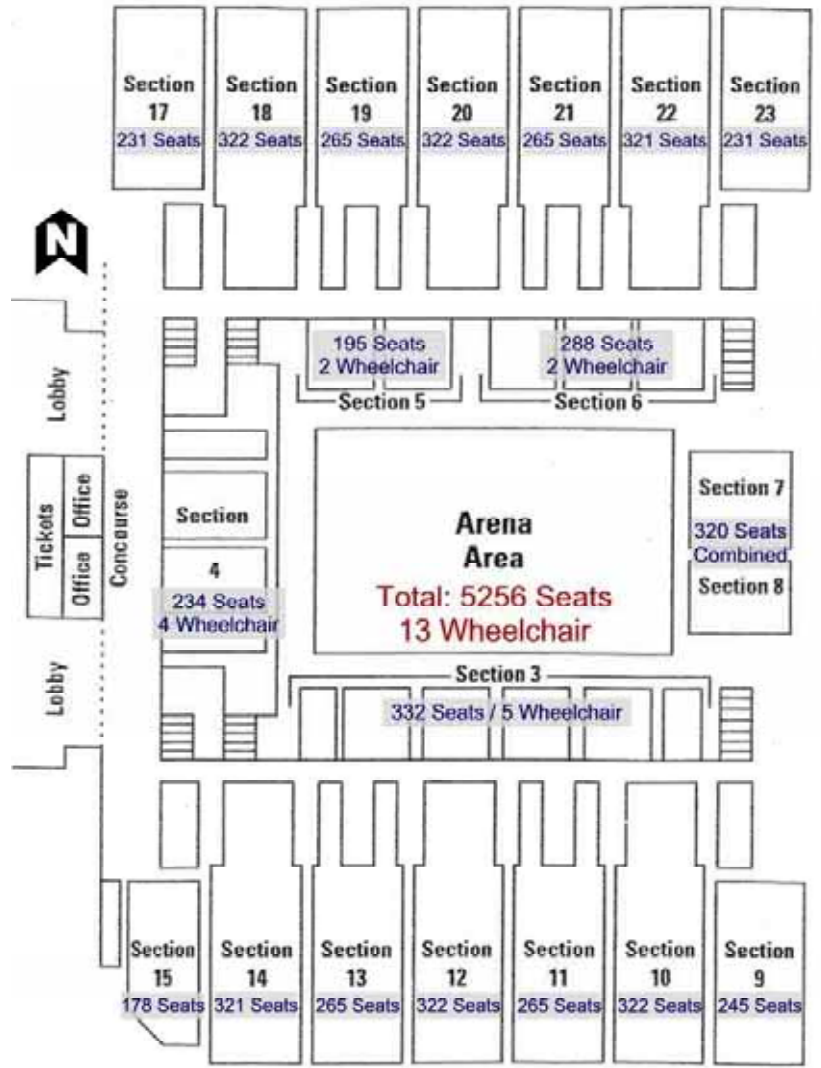 Section
17
231 Seats
Section
18
322 Seats
Section
19
265 Seats
Section
20
322 Seats
Section
21
265 Seats
Section
22
321 Seats
Section
23
231 Seats
N
195 Seats
2 Wheelchair
Section 5
288 Seats
2 Wheelchair
Section 6
Lobby
Tickets
Office
Office
Concourse
Lobby
Section
4
234 Seats
4 Wheelchair
Arena
Area
Total: 5256 Seats
13 Wheelchair
Section 7
320 Seats
Combined
Section 8
Section 3
332 Seats / 5 Wheelchair
Section
15
178 Seats
Section
14
321 Seats
Section
13
265 Seats
Section
12
322 Seats
Section
11
265 Seats
Section
10
322 Seats
Section
9
245 Seats